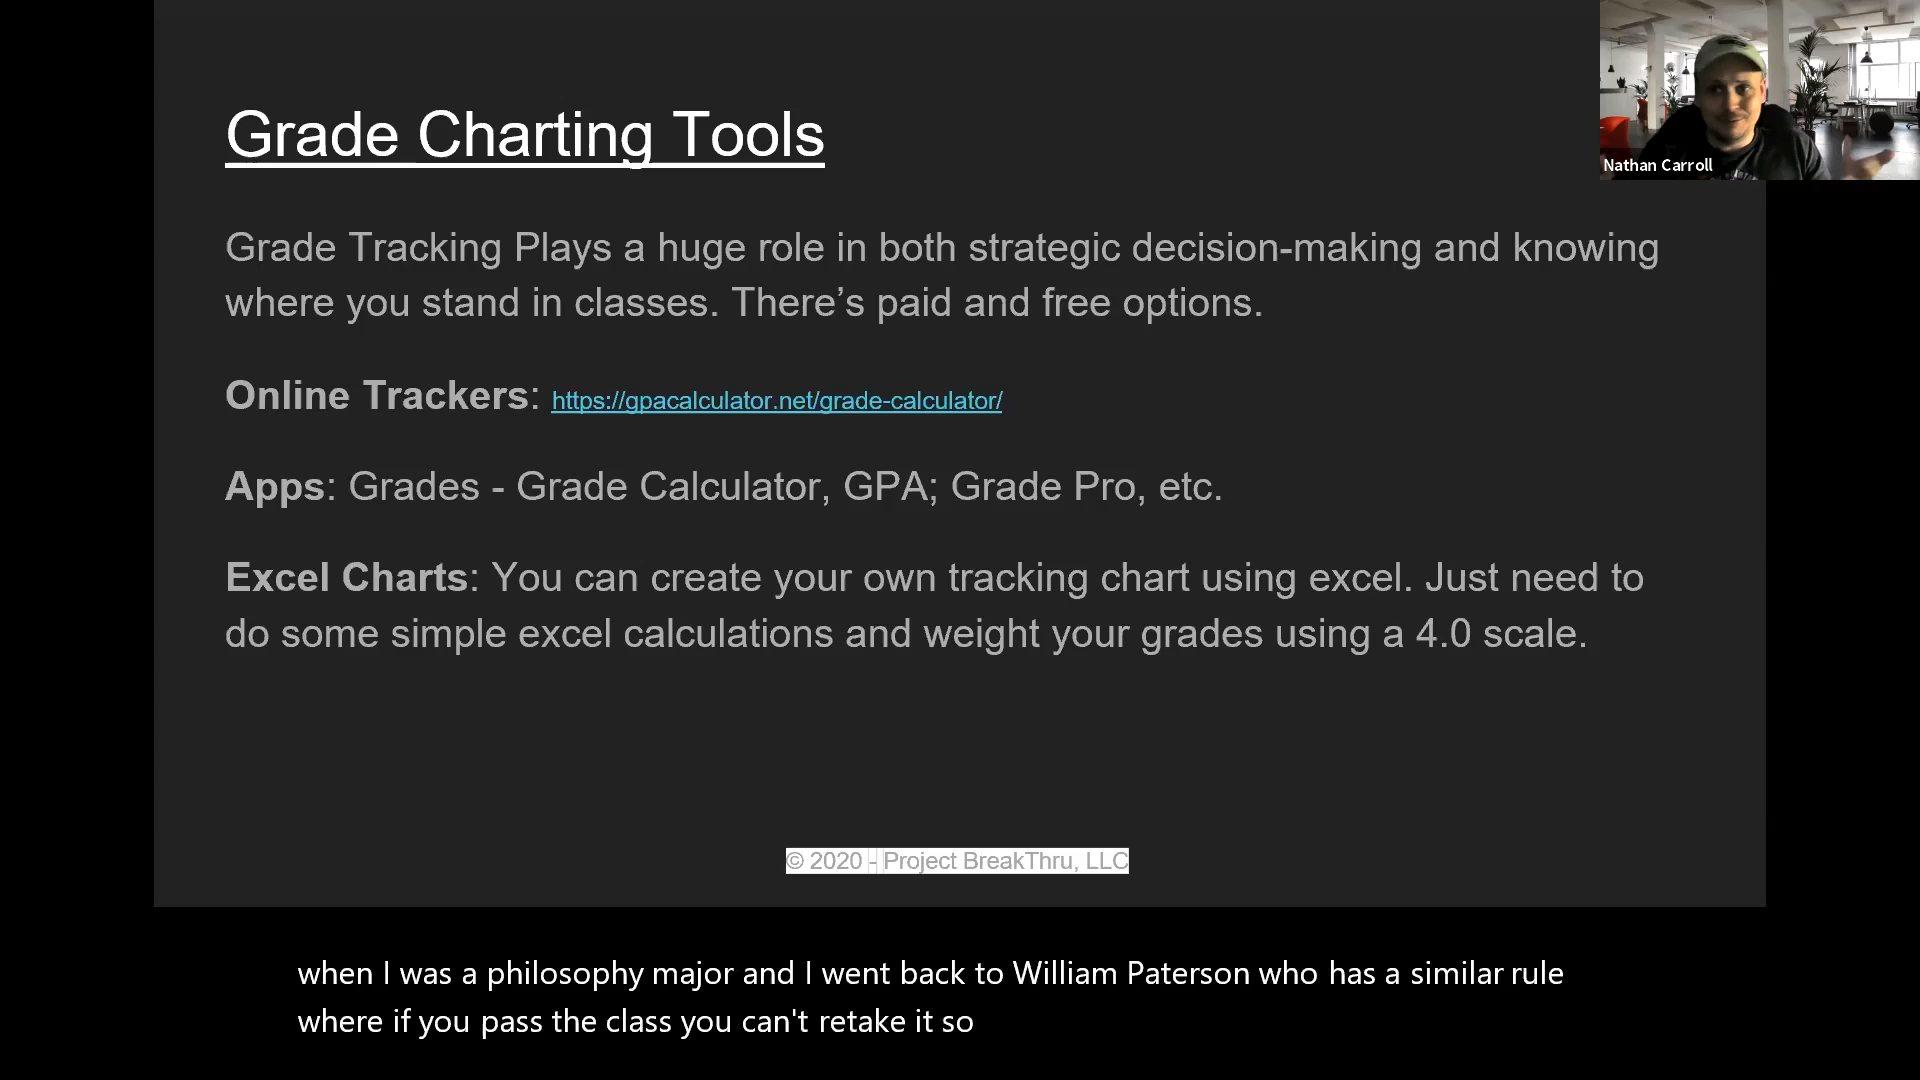 Grade Charting Tools
Nathan Carroll
Grade Tracking Plays a huge role in both strategic decision-making and knowing
where you stand in classes. There’s paid and free options.
Online Trackers: https://gpacalculator.net/grade-calculator/
Apps: Grades - Grade Calculator, GPA; Grade Pro, etc.
Excel Charts: You can create your own tracking chart using excel. Just need to
do some simple excel calculations and weight your grades using a 4.0 scale.
© 2020 - Project BreakThru, LLC
when I was a philosophy major and I went back to William Paterson who has a similar rule
where if you pass the class you can't retake it so